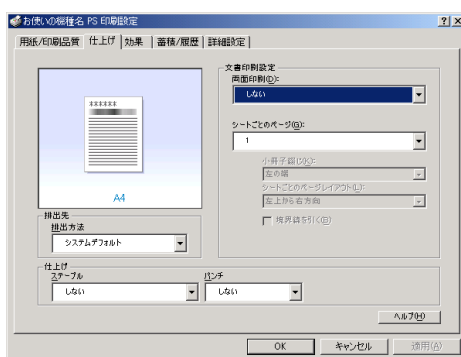 お使いの機種名 PS 印刷設定
用紙/印刷品質 仕上げ 効果 蓄積/履歴 詳細設定
A4
文書印刷設定
両面印刷(D):
しない
シートごとのページ(G):
1
小冊子綴じ(K):
左の端
シートごとのページレイアウト(L):
左上から右方向
境界線を引く(E)
排出先
排出方法
システムデフォルト
仕上げ
ステープル
しない
パンチ
しない
ヘルプ(H)
OK キャンセル 適用(A)